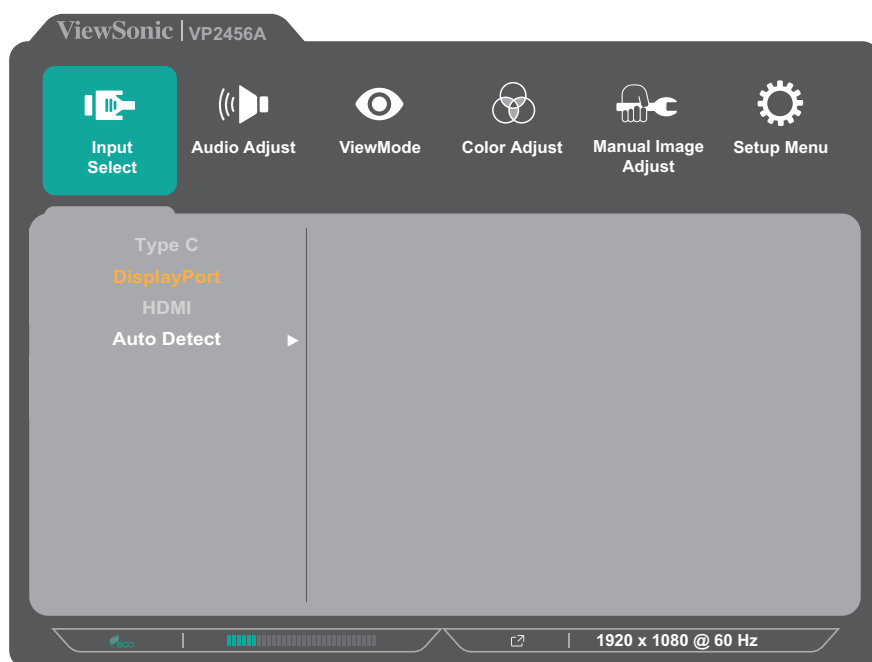 ViewSonic | VP2456A
Input
Select
Audio Adjust
ViewMode
Color Adjust
Manual Image
Adjust
Setup Menu
Type C
DisplayPort
HDMI
Auto Detect
eco
1920 x 1080 @ 60 Hz